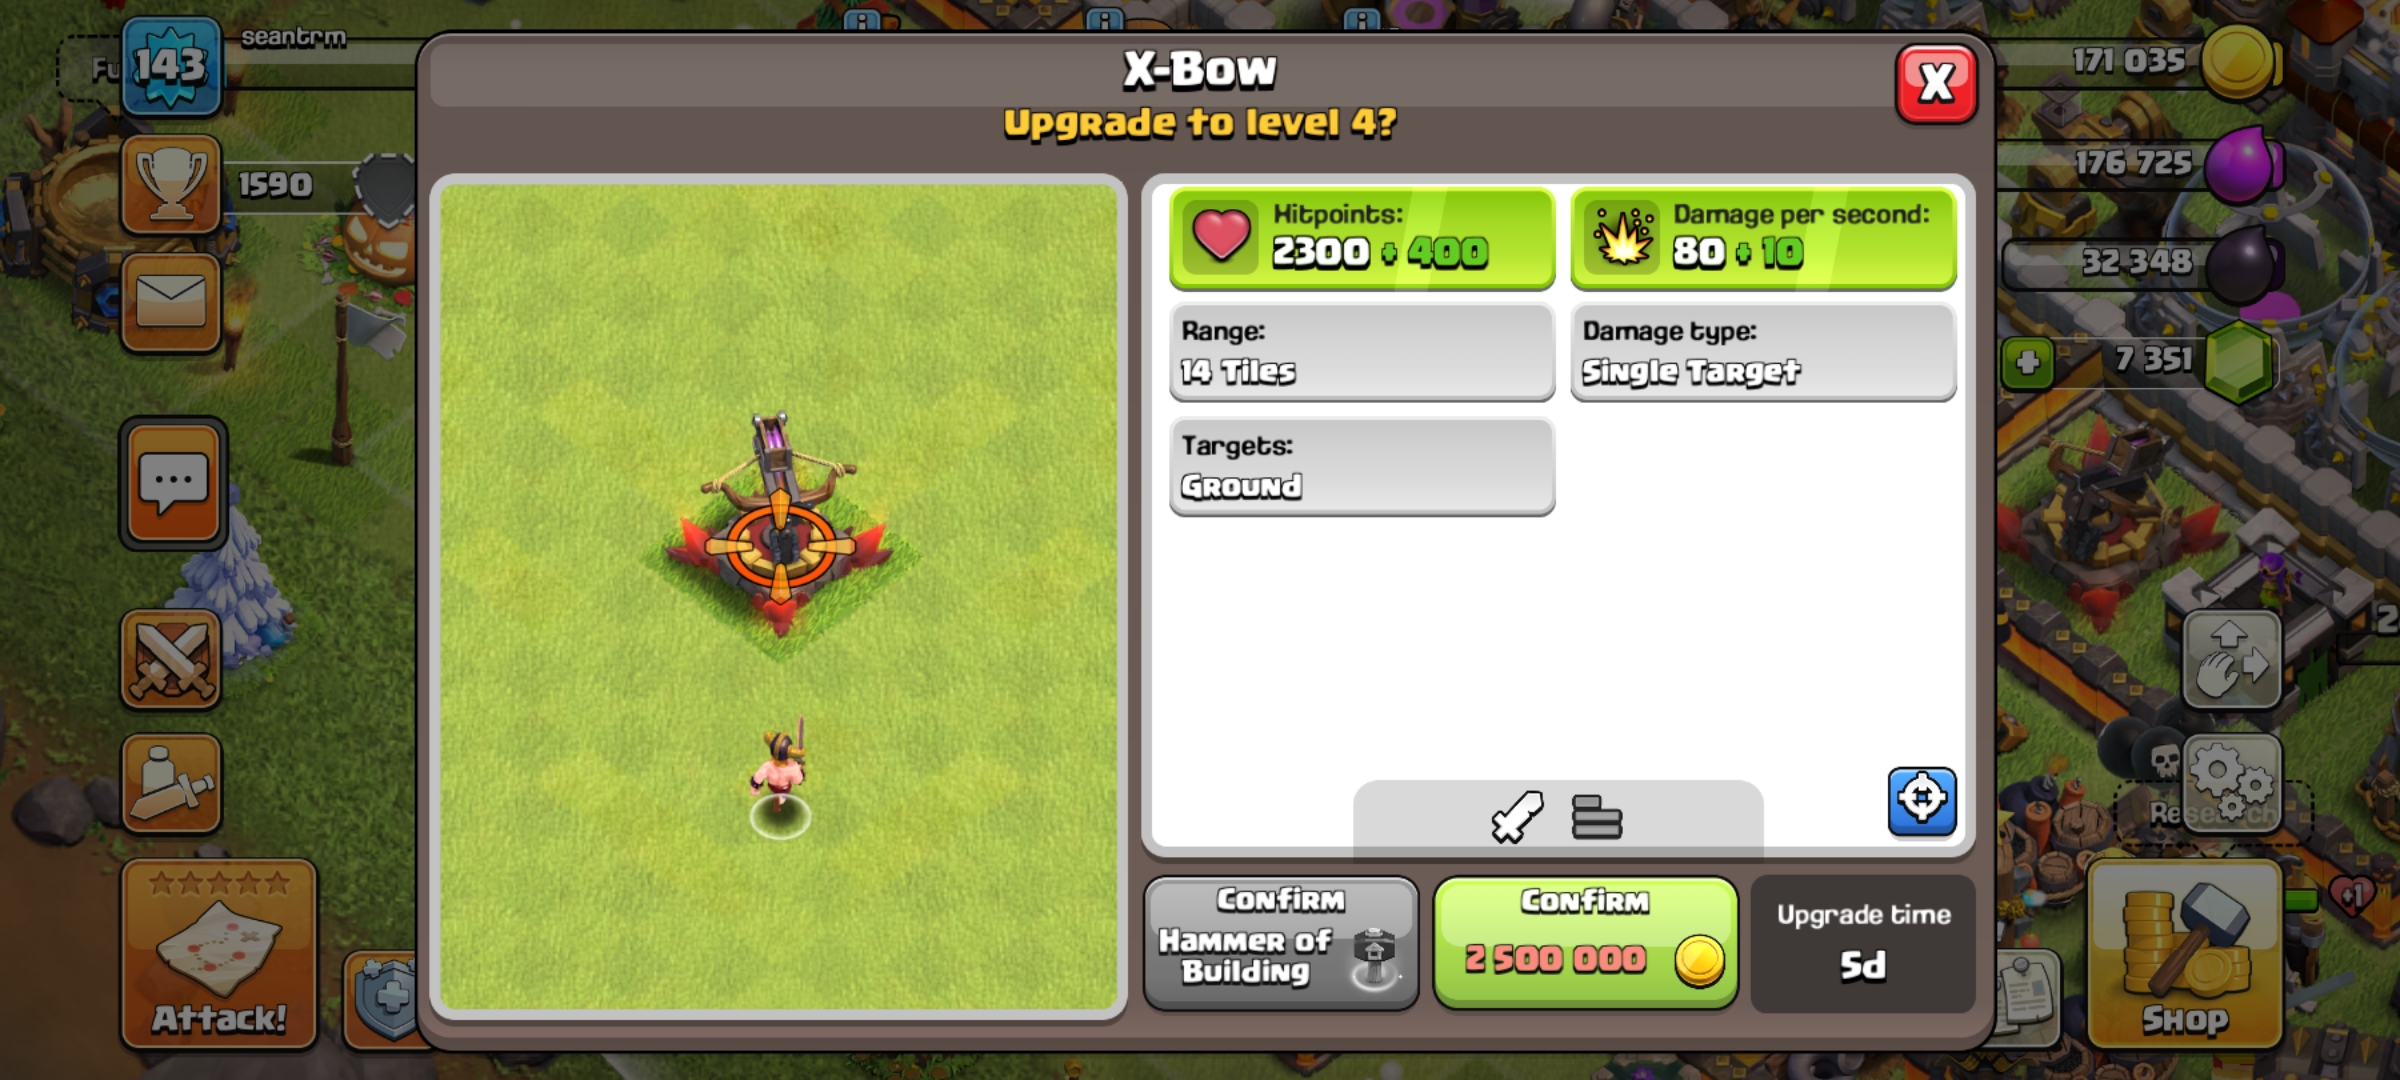 seantrm
143
1590
X-Bow
Upgrade to level 4?
X
171 035
176 725
32 348
7 351
Hitpoints:
2300 + 400
Damage per second:
80 + 10
Range:
14 Tiles
Damage type:
Single Target
Targets:
Ground
Confirm
Hammer of
Building
Confirm
2 500 000
Upgrade time
5d
Attack!
Research
+1
Shop